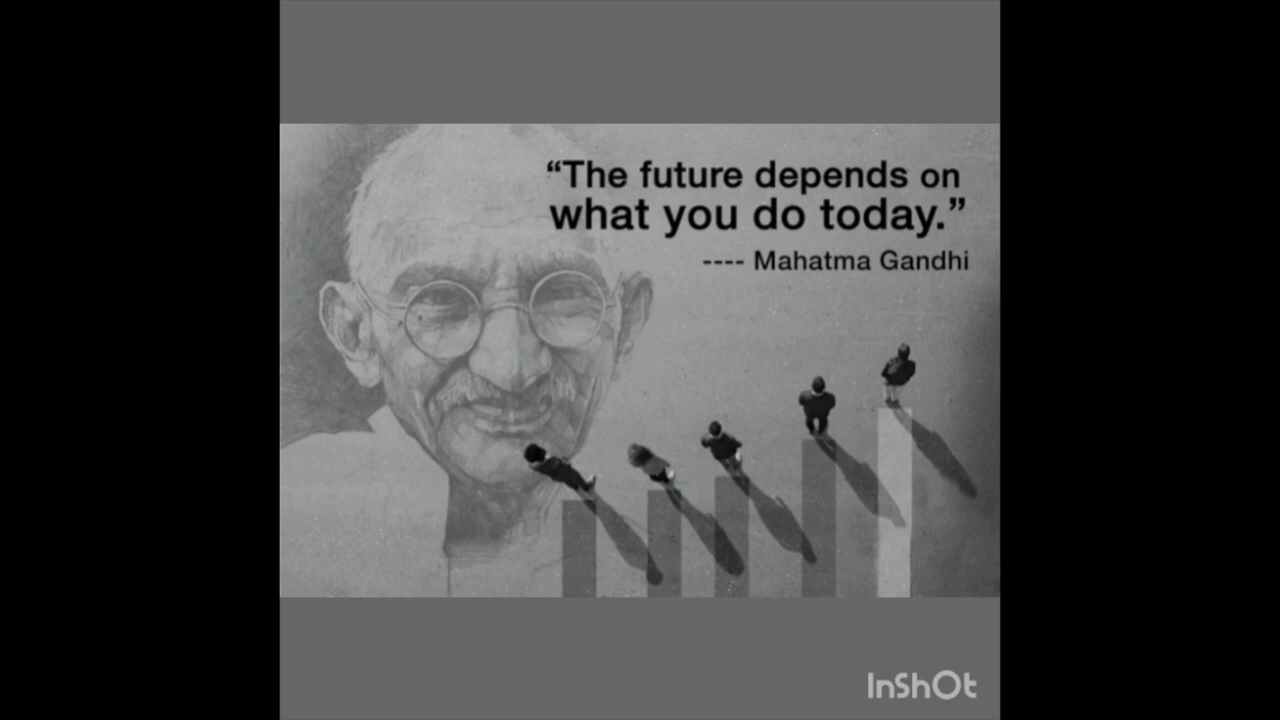 “The future depends on
what you do today.”
---- Mahatma Gandhi
InShOt